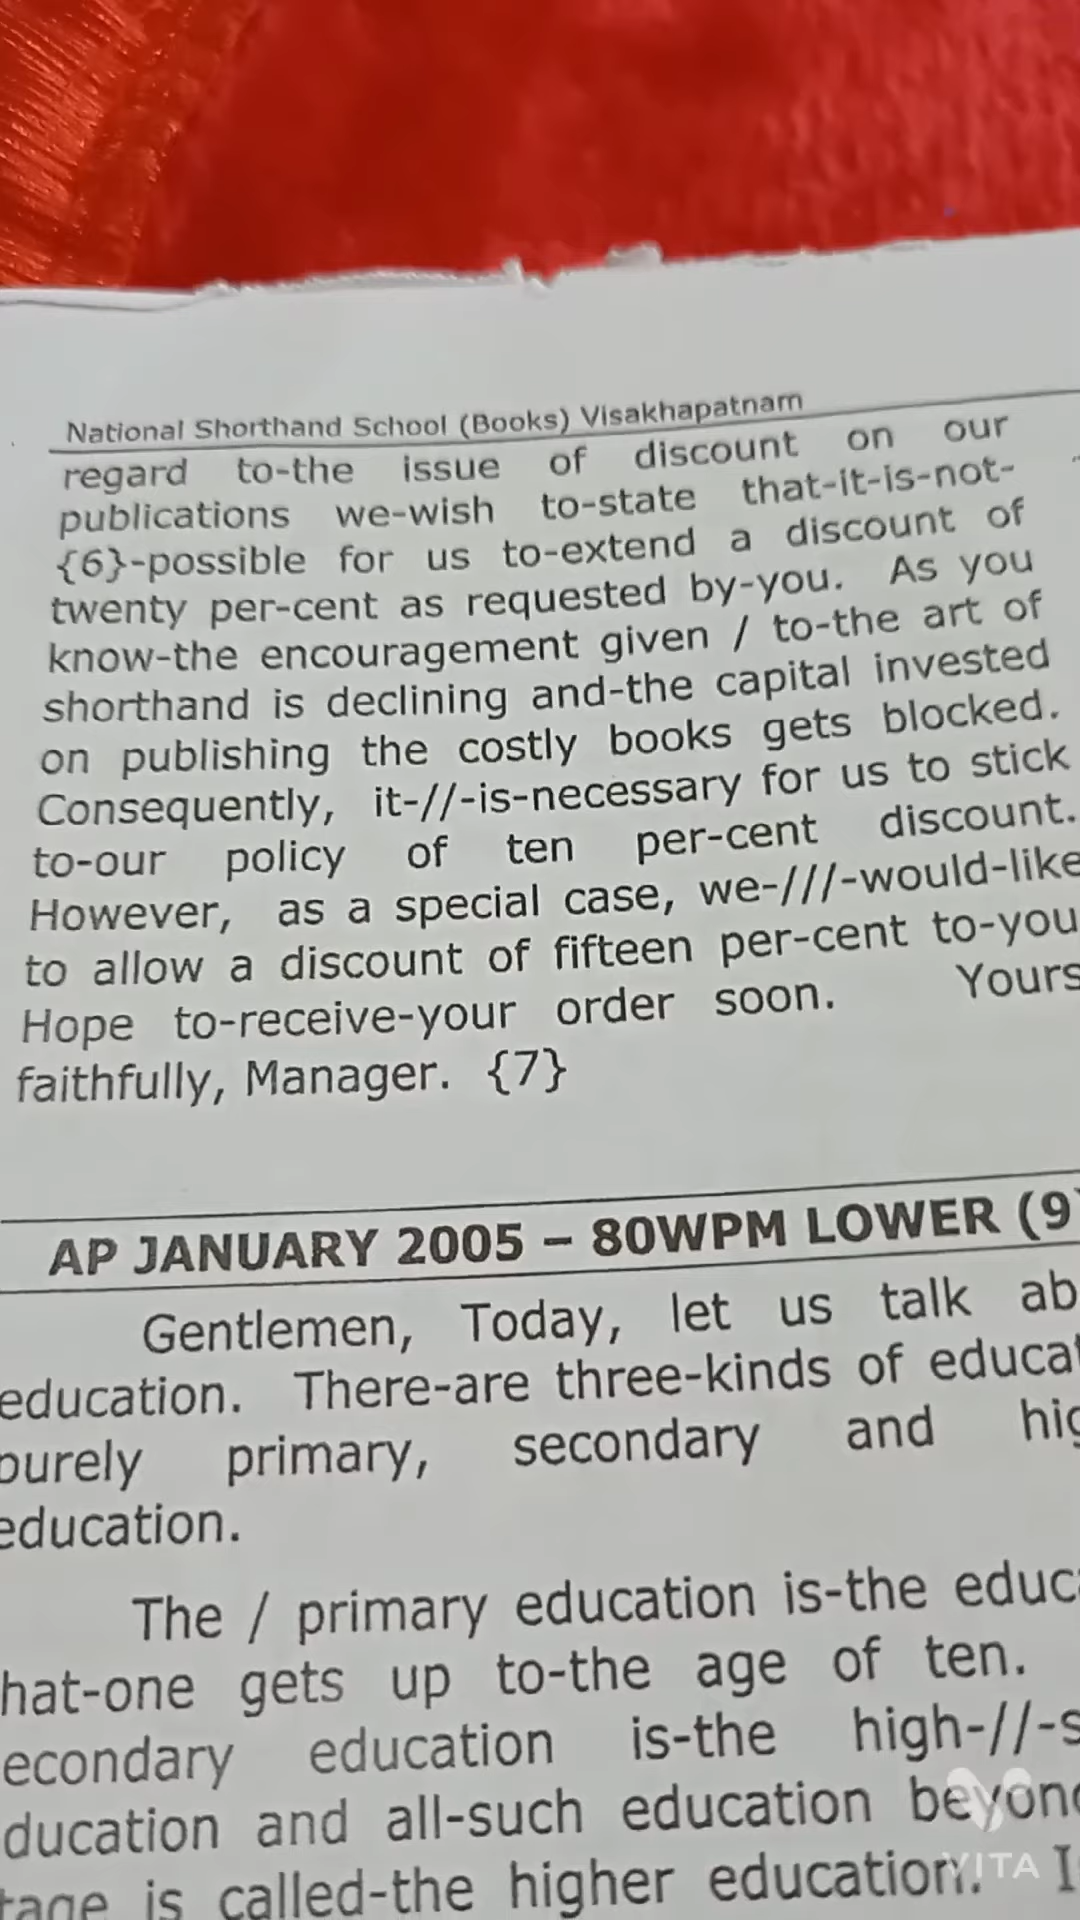 National Shorthand School (Books) Visakhapatnam
regard to-the issue of discount on our
publications we-wish to-state that-it-is-not-
{6}-possible for us to-extend a discount of
twenty per-cent as requested by-you. As you
know-the encouragement given / to-the art of
shorthand is declining and-the capital invested
on publishing the costly books gets blocked.
Consequently, it-//-is-necessary for us to stick
to-our policy of ten per-cent discount.
However, as a special case, we-///-would-like
to allow a discount of fifteen per-cent to-you
Hope to-receive-your order soon. Yours
faithfully, Manager. {7}
AP JANUARY 2005 – 80WPM LOWER (9
Gentlemen, Today, let us talk ab
education. There-are three-kinds of educat
purely primary, secondary and hig
education.
The / primary education is-the educa
hat-one gets up to-the age of ten.
econdary education is-the high-//-s
ducation and all-such education beyond
tage is called-the higher education. I
VITA